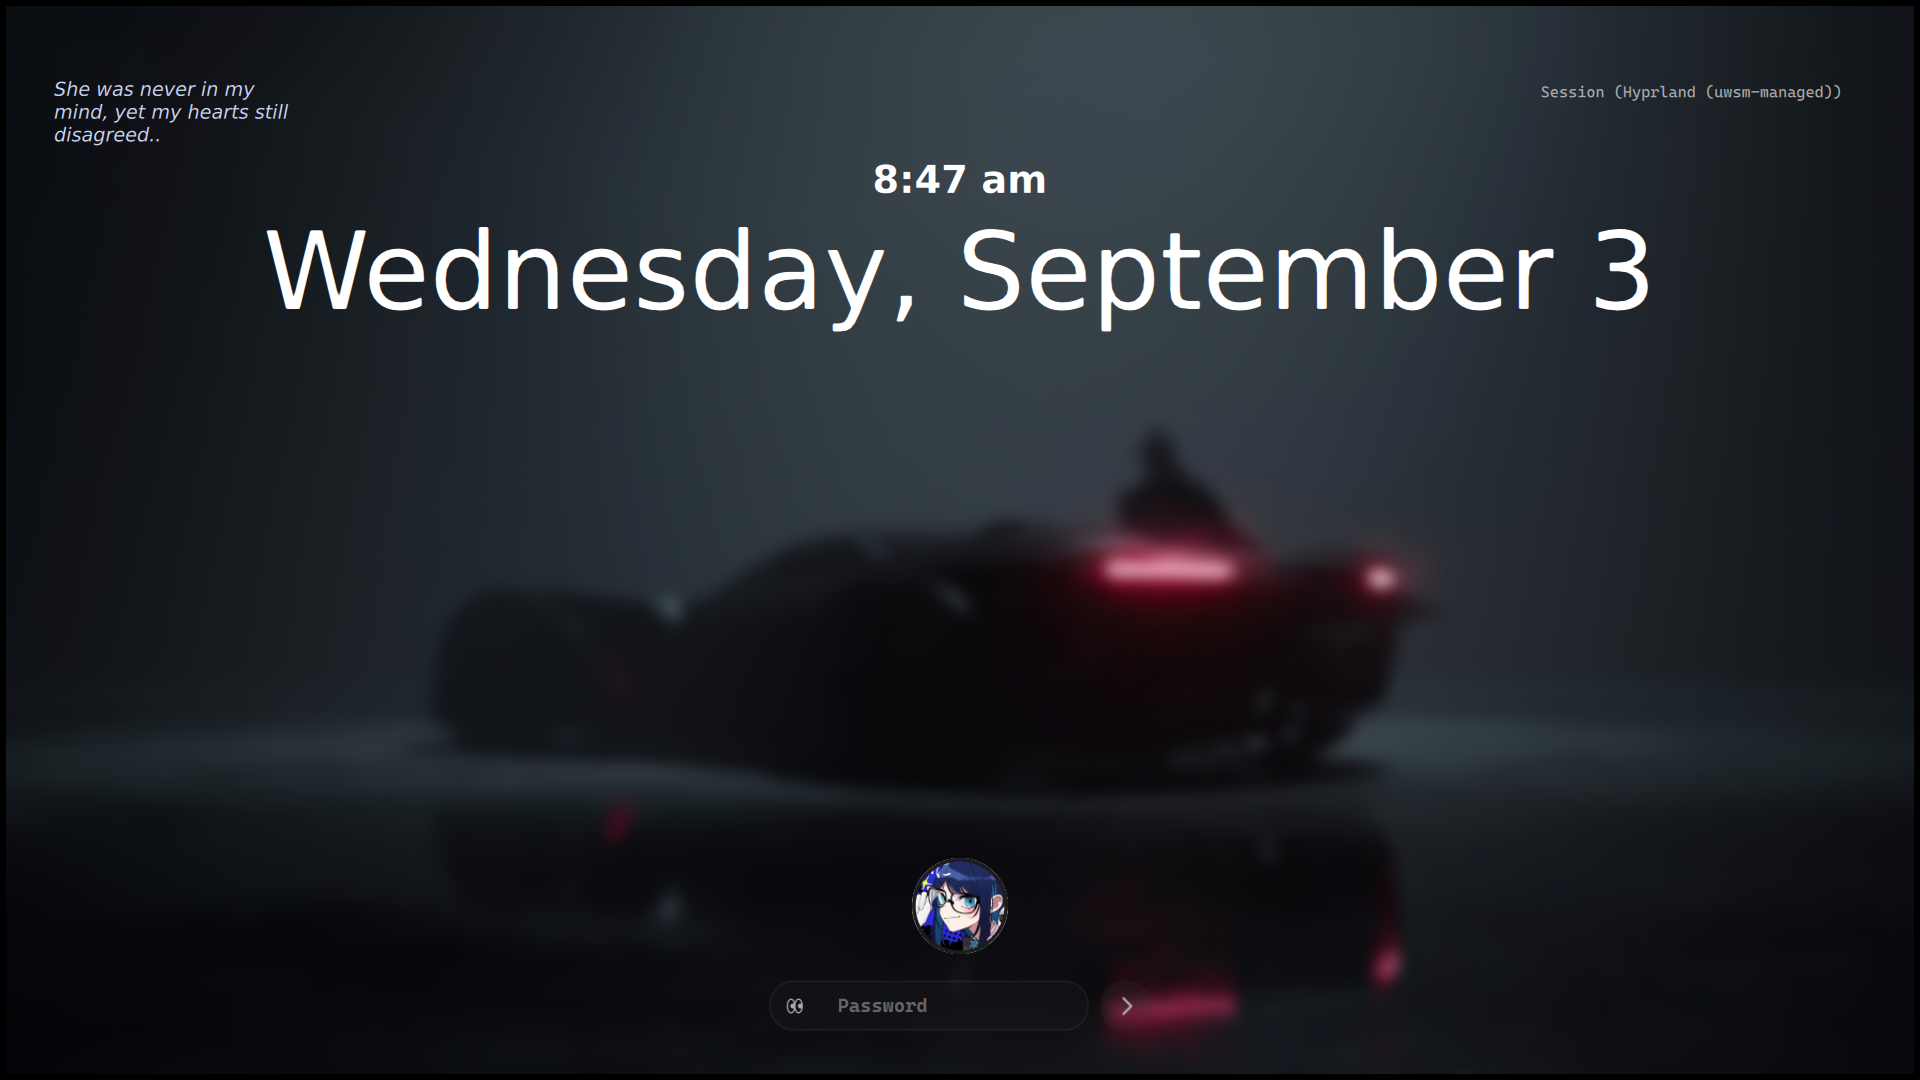 She was never in my
mind, yet my hearts still
disagreed..
Session (Hyprland (uwsm-managed))
8:47 am
Wednesday, September 3
Password